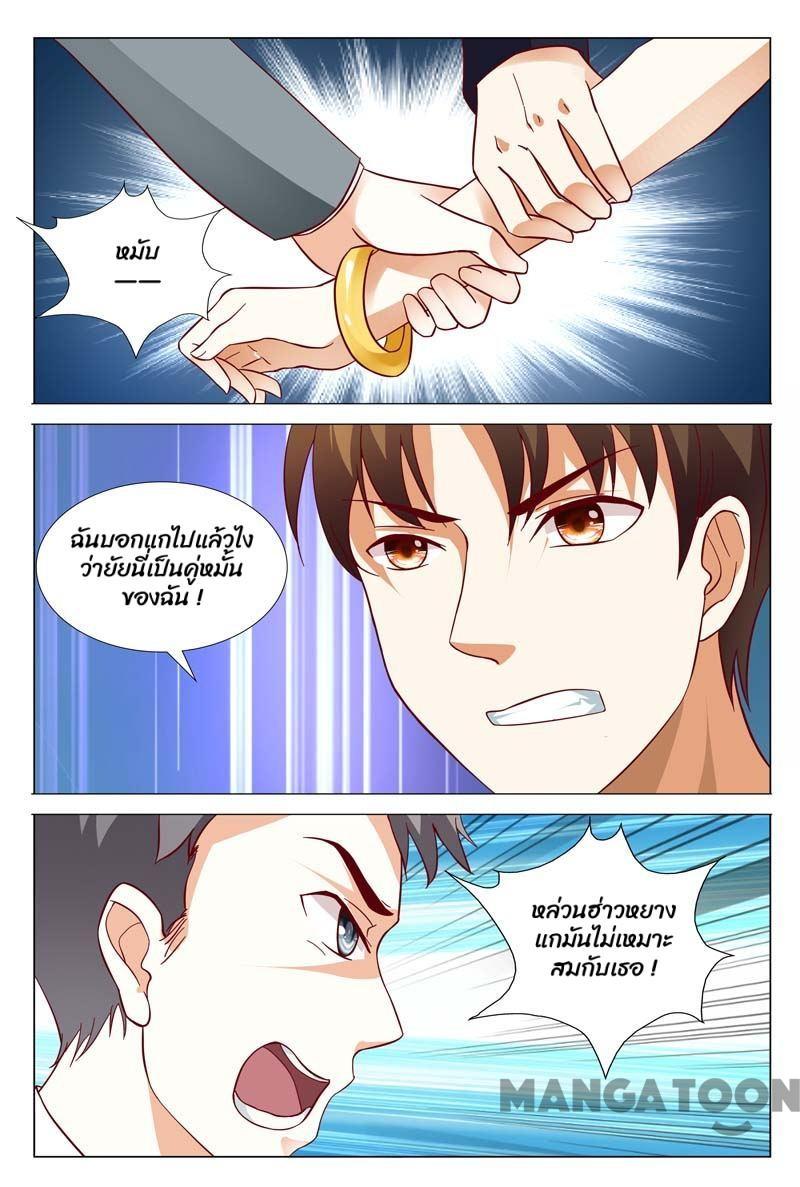 หมับ
——
ฉันบอกแกไปแล้วไง
ว่ายัยนี่เป็นคู่หมั้น
ของฉัน !
หล่วนฮ่าวหยาง
แกมันไม่เหมาะ
สมกับเธอ !
MANGATOON